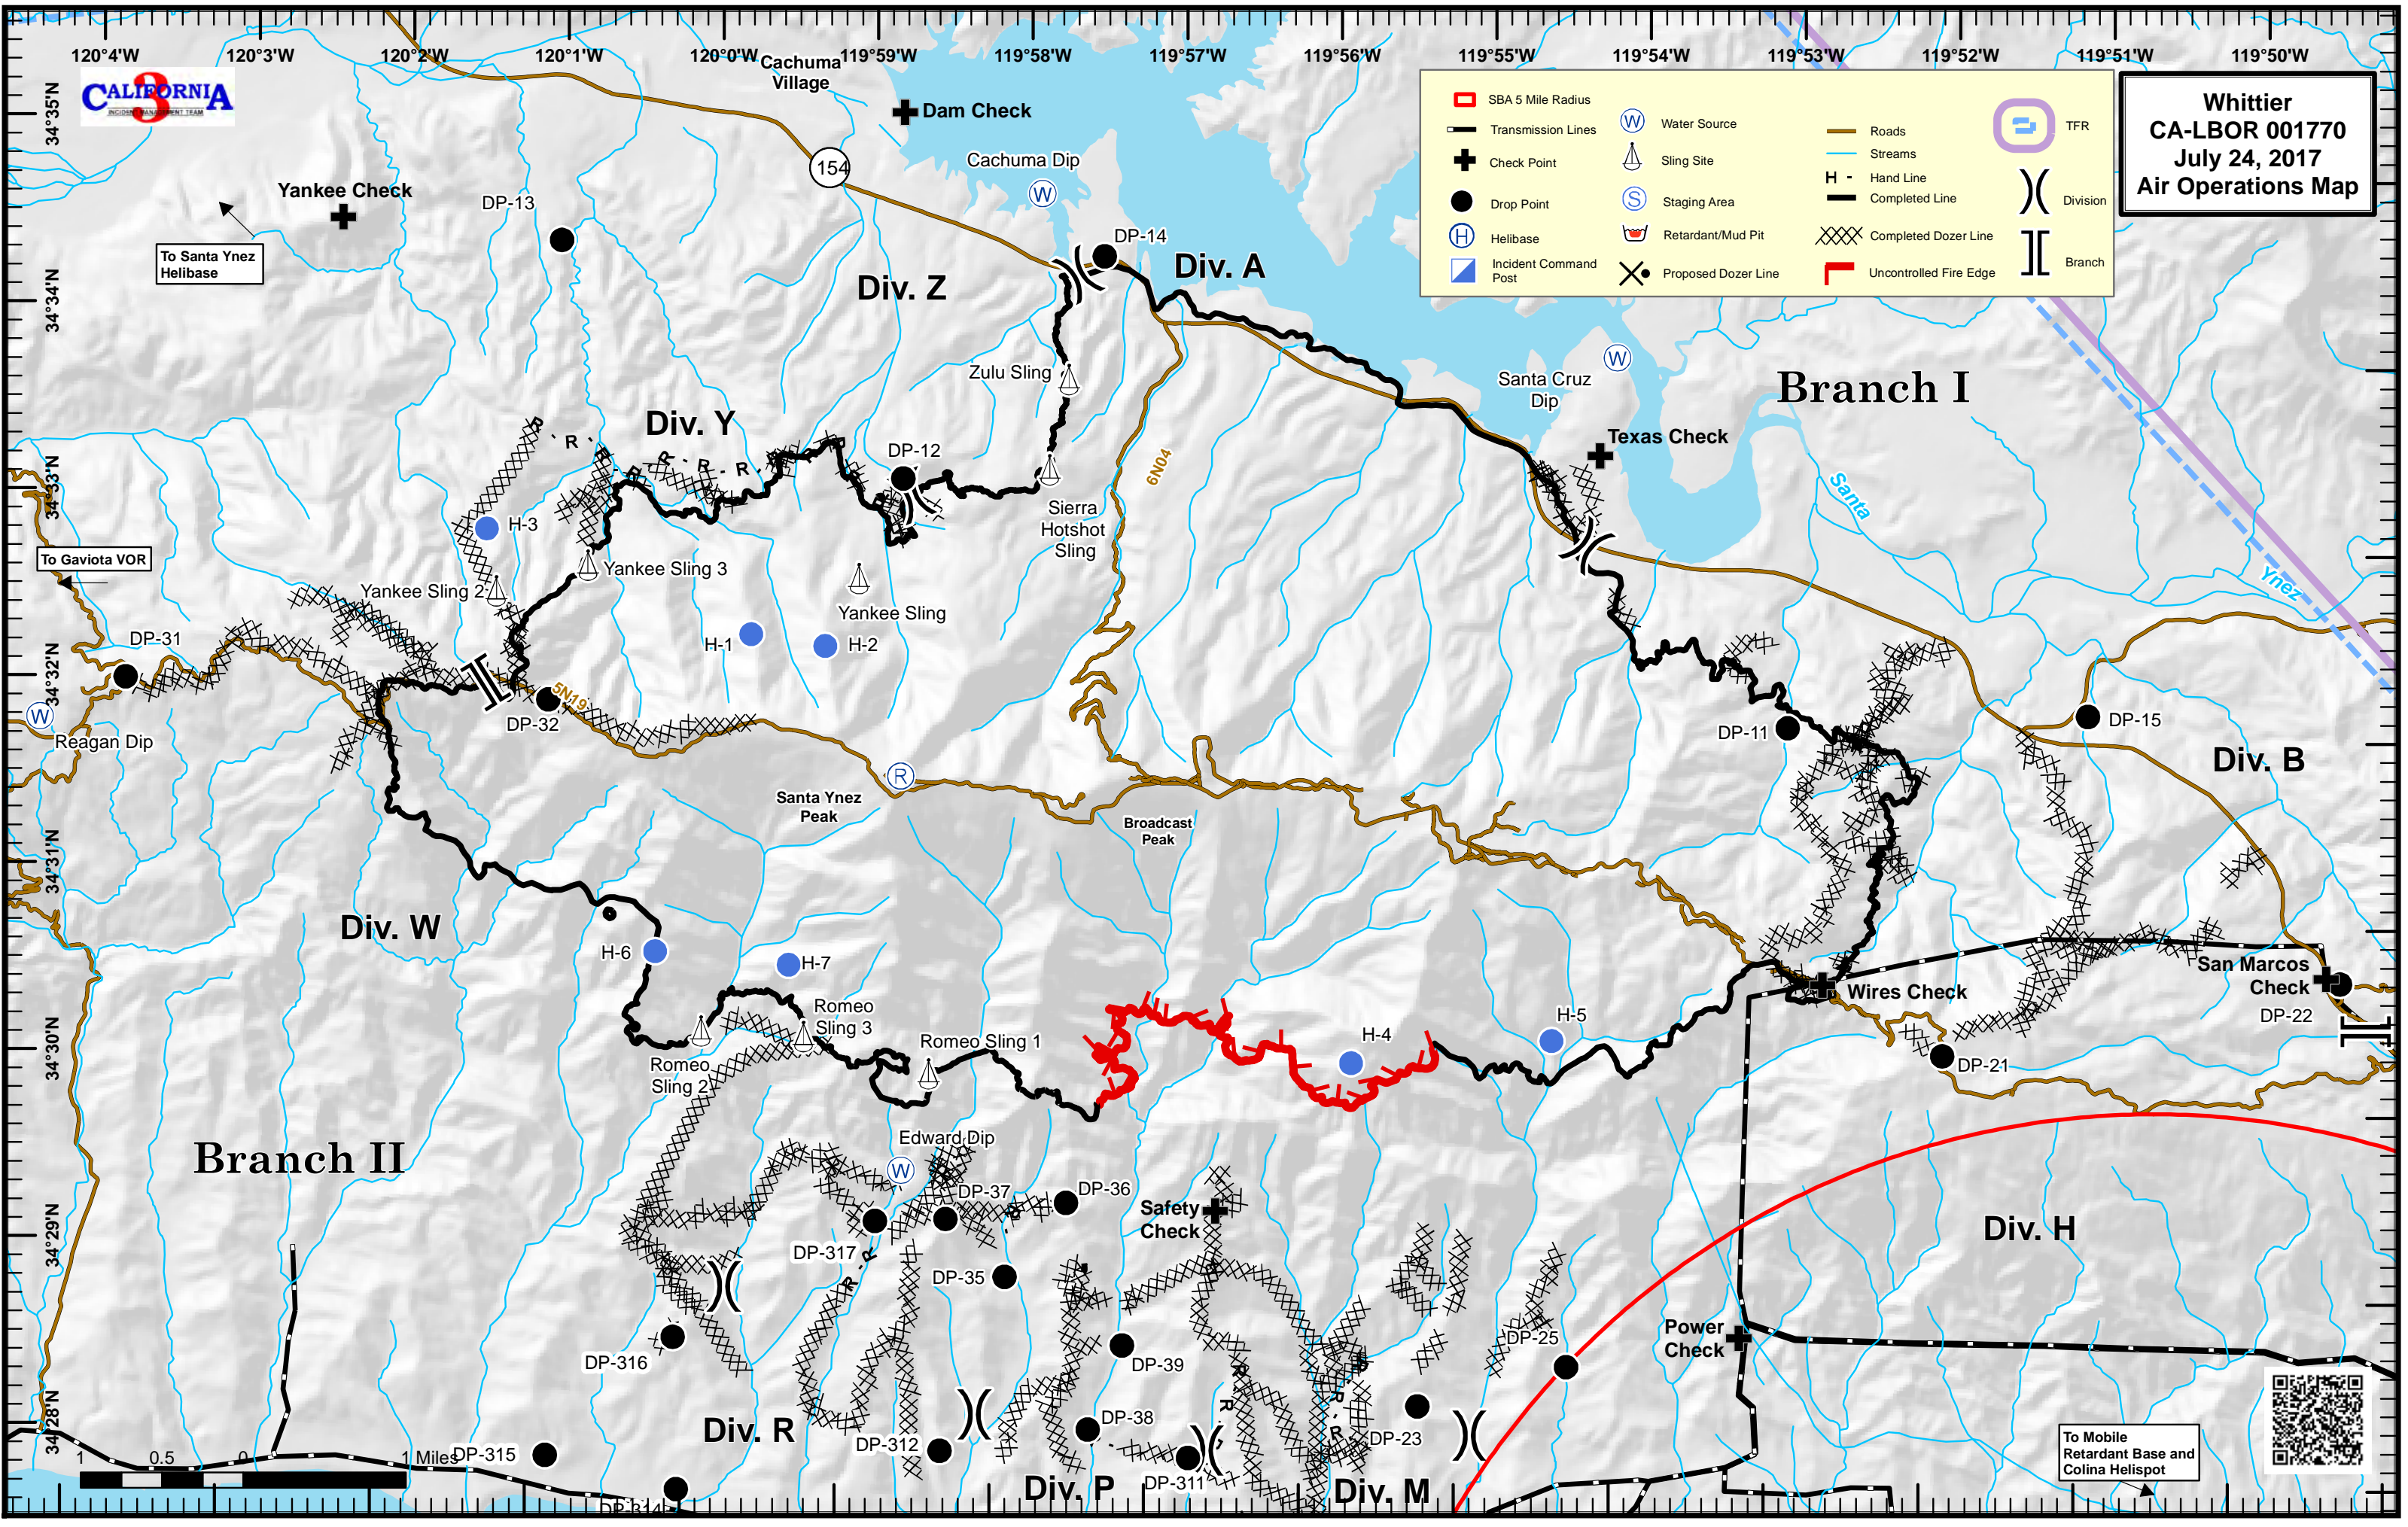 120°4'W 120°3'W 120°2'W 120°1'W 120°0'W 119°59'W 119°58'W 119°57'W 119°56'W 119°55'W 119°54'W 119°53'W 119°52'W 119°51'W 119°50'W
34°35'N
34°34'N
34°33'N
34°32'N
34°31'N
34°30'N
34°29'N
34°28'N
CALIFORNIA
3
INCIDENT MANAGEMENT TEAM
Whittier
CA-LBOR 001770
July 24, 2017
Air Operations Map
SBA 5 Mile Radius
Transmission Lines
Check Point
Drop Point
H Helibase
Incident Command
Post
W Water Source
Sling Site
S Staging Area
Retardant/Mud Pit
Proposed Dozer Line
Roads
Streams
H - Hand Line
Completed Line
Completed Dozer Line
Uncontrolled Fire Edge
TFR
Division
Branch
Cachuma
Village
Dam Check
Cachuma Dip
W
154
Yankee Check
To Santa Ynez
Helibase
DP-13
DP-14
Div. A
Div. Z
Zulu Sling
Santa Cruz
Dip
W
Branch I
Div. Y
R - R - R
R - R - R - R
DP-12
Texas Check
6N04
Sierra
Hotshot
Sling
Santa
Ynez
H-3
To Gaviota VOR
Yankee Sling 2
Yankee Sling 3
Yankee Sling
H-1
H-2
DP-31
W
Reagan Dip
DP-32
5N19
R
Santa Ynez
Peak
Broadcast
Peak
DP-11
DP-15
Div. B
Div. W
H-6
H-7
Romeo
Sling 3
Romeo
Sling 2
Romeo Sling 1
H-4
H-5
Wires Check
San Marcos
Check
DP-22
DP-21
Branch II
Edward Dip
W
DP-37
DP-36
DP-317
R - R
DP-35
Safety
Check
Div. H
DP-316
DP-39
DP-25
Power
Check
Div. R
DP-312
DP-38
DP-311
DP-23
R
R
R
R
R
Div. P
Div. M
DP-315
DP-314
1 0.5 0 1 Miles
To Mobile
Retardant Base and
Colina Helispot